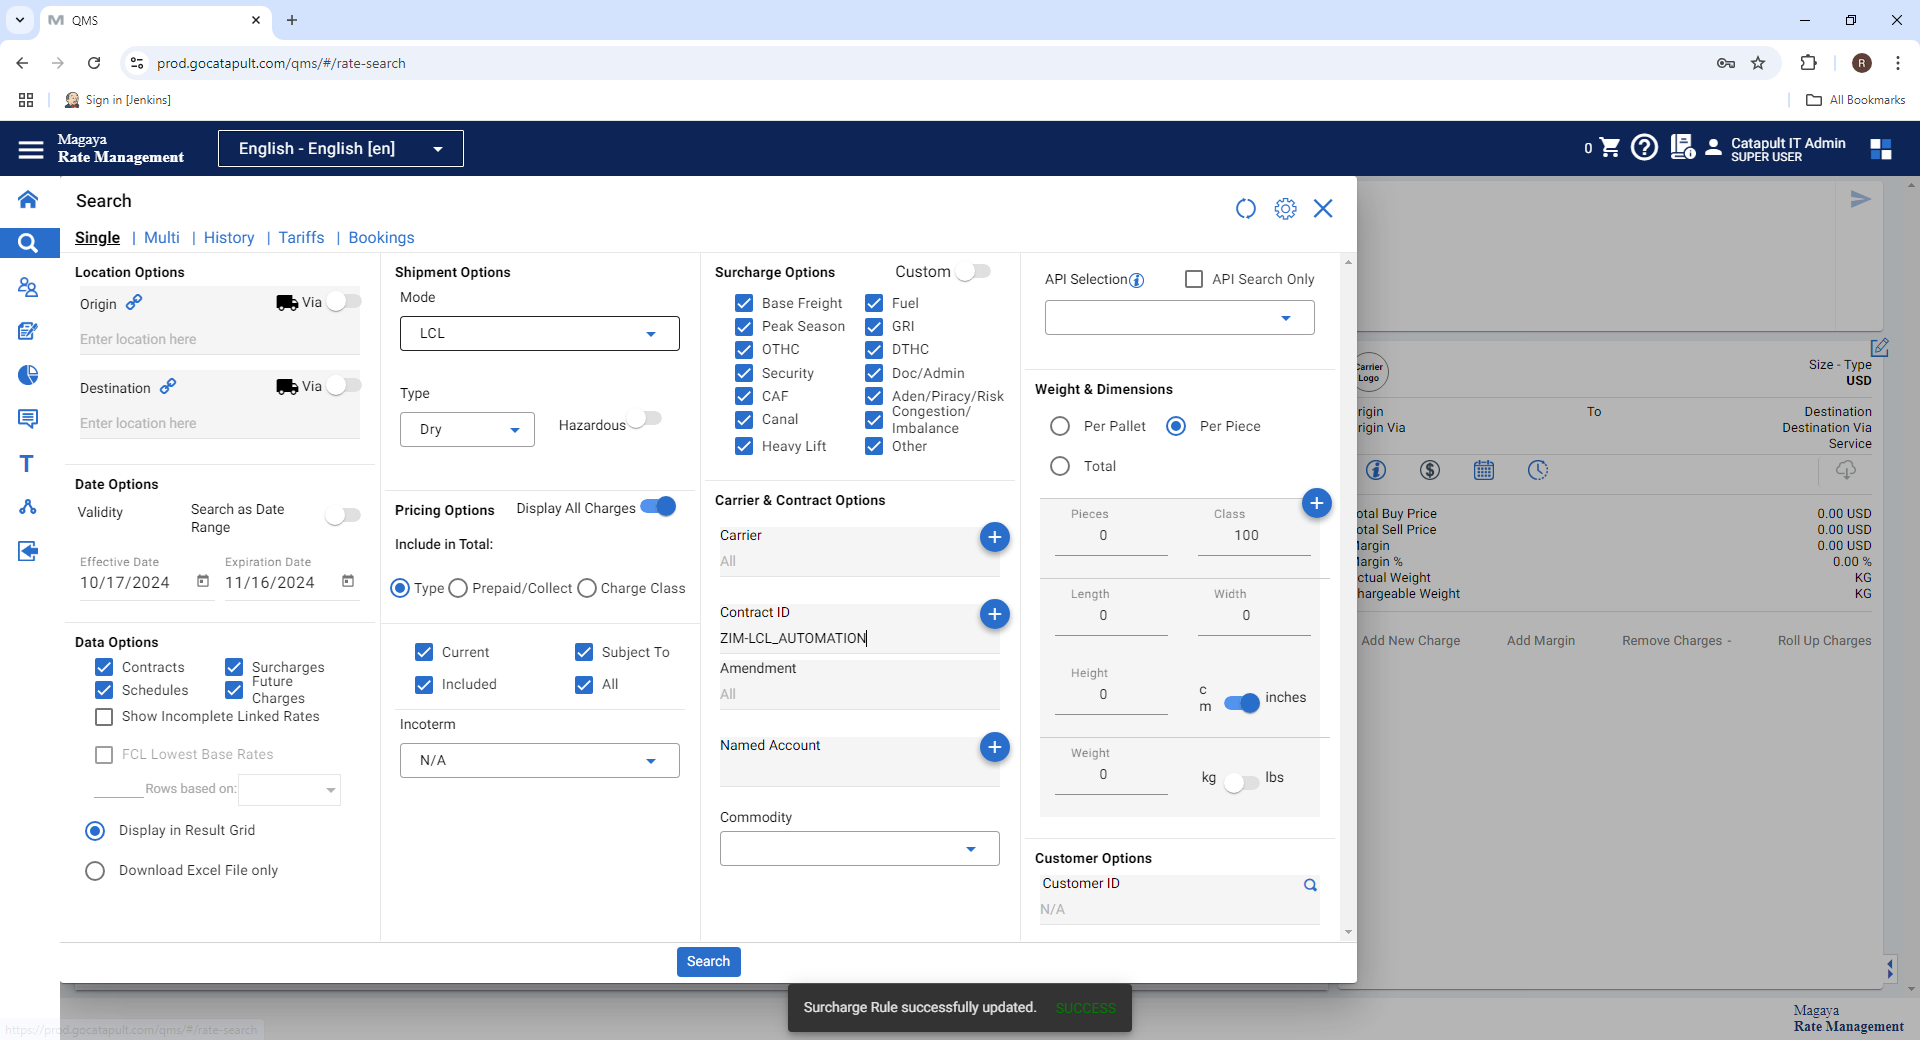 QMS
prod.gocatapult.com/qms/#/rate-search
R
Sign in [Jenkins]
All Bookmarks
Magaya
Rate Management
English - English [en]
0
Catapult IT Admin
SUPER USER
Search
Single | Multi | History | Tariffs | Bookings
Location Options
Origin
Via
Enter location here
Destination
Via
Enter location here
Date Options
Validity
Search as Date
Range
Effective Date
10/17/2024
Expiration Date
11/16/2024
Data Options
Contracts
Surcharges
Schedules
Future
Charges
Show Incomplete Linked Rates
FCL Lowest Base Rates
Rows based on:
Display in Result Grid
Download Excel File only
Shipment Options
Mode
LCL
Type
Dry
Hazardous
Pricing Options
Display All Charges
Include in Total:
Type
Prepaid/Collect
Charge Class
Current
Subject To
Included
All
Incoterm
N/A
Surcharge Options
Custom
Base Freight
Fuel
Peak Season
GRI
OTHC
DTHC
Security
Doc/Admin
CAF
Aden/Piracy/Risk
Canal
Congestion/
Imbalance
Heavy Lift
Other
Carrier & Contract Options
Carrier
All
Contract ID
ZIM-LCL_AUTOMATION
Amendment
All
Named Account
Commodity
API Selection
API Search Only
Weight & Dimensions
Per Pallet
Per Piece
Total
Pieces
0
Class
100
Length
0
Width
0
Height
0
c
m
inches
Weight
0
kg
lbs
Customer Options
Customer ID
N/A
Search
Surcharge Rule successfully updated. SUCCESS
https://prod.gocatapult.com/qms/#/rate-search
Carrier
Logo
Size - Type
USD
rigin
To
Destination
rigin Via
Destination Via
Service
otal Buy Price
0.00 USD
otal Sell Price
0.00 USD
argin
0.00 USD
argin %
0.00 %
ctual Weight
KG
hargeable Weight
KG
Add New Charge
Add Margin
Remove Charges -
Roll Up Charges
Magaya
Rate Management